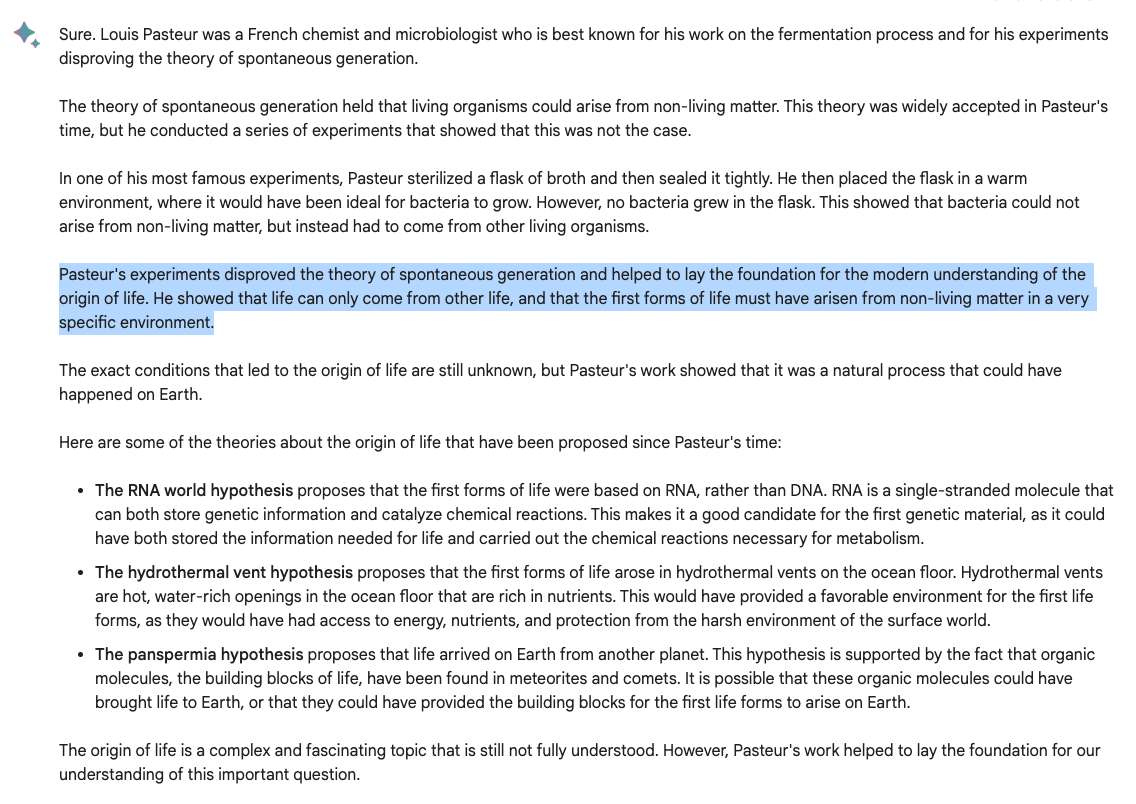 Sure. Louis Pasteur was a French chemist and microbiologist who is best known for his work on the fermentation process and for his experiments
disproving the theory of spontaneous generation.
The theory of spontaneous generation held that living organisms could arise from non-living matter. This theory was widely accepted in Pasteur's
time, but he conducted a series of experiments that showed that this was not the case.
In one of his most famous experiments, Pasteur sterilized a flask of broth and then sealed it tightly. He then placed the flask in a warm
environment, where it would have been ideal for bacteria to grow. However, no bacteria grew in the flask. This showed that bacteria could not
arise from non-living matter, but instead had to come from other living organisms.
Pasteur's experiments disproved the theory of spontaneous generation and helped to lay the foundation for the modern understanding of the
origin of life. He showed that life can only come from other life, and that the first forms of life must have arisen from non-living matter in a very
specific environment.
The exact conditions that led to the origin of life are still unknown, but Pasteur's work showed that it was a natural process that could have
happened on Earth.
Here are some of the theories about the origin of life that have been proposed since Pasteur's time:
• The RNA world hypothesis proposes that the first forms of life were based on RNA, rather than DNA. RNA is a single-stranded molecule that
can both store genetic information and catalyze chemical reactions. This makes it a good candidate for the first genetic material, as it could
have both stored the information needed for life and carried out the chemical reactions necessary for metabolism.
• The hydrothermal vent hypothesis proposes that the first forms of life arose in hydrothermal vents on the ocean floor. Hydrothermal vents
are hot, water-rich openings in the ocean floor that are rich in nutrients. This would have provided a favorable environment for the first life
forms, as they would have had access to energy, nutrients, and protection from the harsh environment of the surface world.
• The panspermia hypothesis proposes that life arrived on Earth from another planet. This hypothesis is supported by the fact that organic
molecules, the building blocks of life, have been found in meteorites and comets. It is possible that these organic molecules could have
brought life to Earth, or that they could have provided the building blocks for the first life forms to arise on Earth.
The origin of life is a complex and fascinating topic that is still not fully understood. However, Pasteur's work helped to lay the foundation for our
understanding of this important question.